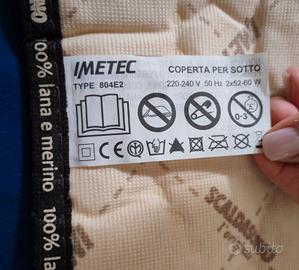 IMETEC
COPERTA PER SOTTO
TYPE 804E2
220-240 V 50 Hz 2x52-60 W
0-3
100% lana e merino
100% lana
subito